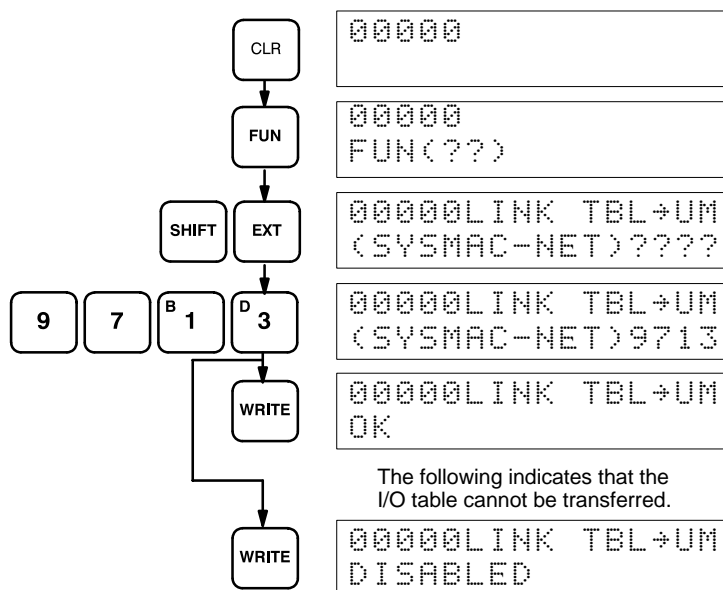 CLR
00000
FUN
00000
FUN(??)
SHIFT EXT
00000LINK TBL→UM
(SYSMAC-NET)????
9 7 B 1 D 3
00000LINK TBL→UM
(SYSMAC-NET)9713
WRITE
00000LINK TBL→UM
OK
The following indicates that the
I/O table cannot be transferred.
WRITE
00000LINK TBL→UM
DISABLED